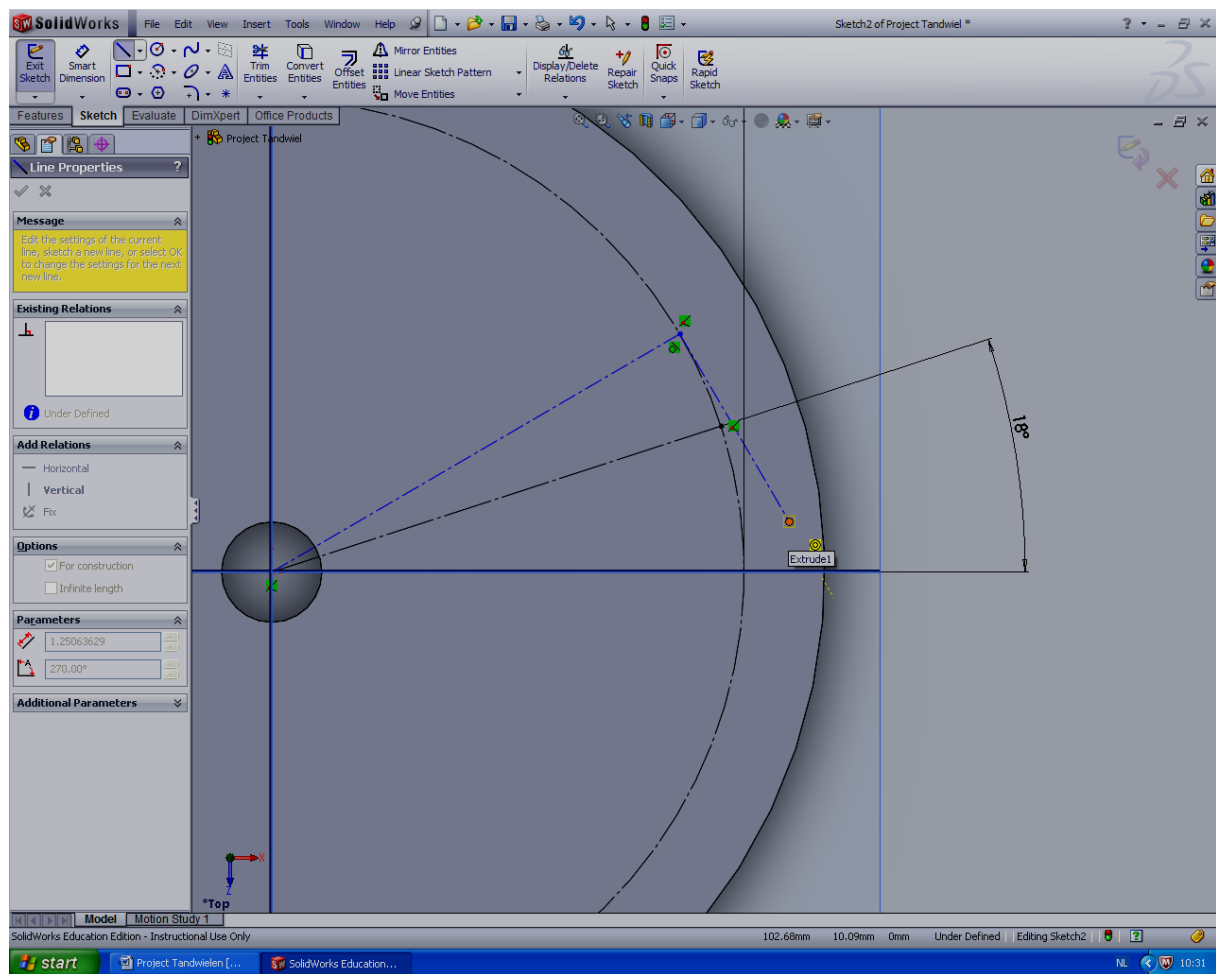 SolidWorks File Edit View Insert Tools Window Help Sketch2 of Project Tandwiel *
Exit Sketch
Smart Dimension
Trim Entities
Convert Entities
Offset Entities
Mirror Entities
Linear Sketch Pattern
Move Entities
Display/Delete Relations
Repair Sketch
Quick Snaps
Rapid Sketch
Features Sketch Evaluate DimXpert Office Products
Project Tandwiel
Line Properties ?
Message
Edit the settings of the current
line, sketch a new line, or select OK
to change the settings for the next
new line.
Existing Relations
Under Defined
Add Relations
Horizontal
Vertical
Fix
Options
For construction
Infinite length
Parameters
1.25063629
270.00°
Additional Parameters
18°
Extrude1
X
Z
*Top
Model Motion Study 1
SolidWorks Education Edition - Instructional Use Only 102.68mm 10.09mm 0mm Under Defined Editing Sketch2
start Project Tandwielen [... SolidWorks Education... NL 10:31